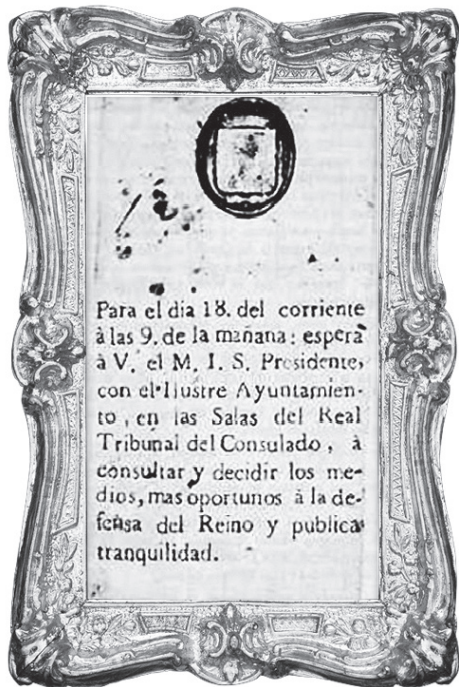 Para el dia 18. del corriente
à las 9. de la mañana: espera
à V. el M. I. S. Presidente,
con el Ilustre Ayuntamien-
to, en las Salas del Real
Tribunal del Consulado, à
consultar y decidir los me-
dios, mas oportunos à la de-
fensa del Reino y publica
tranquilidad.